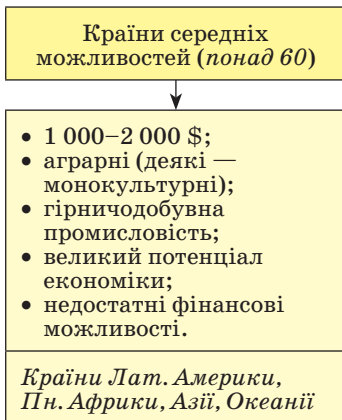 Країни середніх
можливостей (понад 60)
• 1 000–2 000 $;
• аграрні (деякі —
монокультурні);
• гірничодобувна
промисловість;
• великий потенціал
економіки;
• недостатні фінансові
можливості.
Країни Лат. Америки,
Пн. Африки, Азії, Океанії